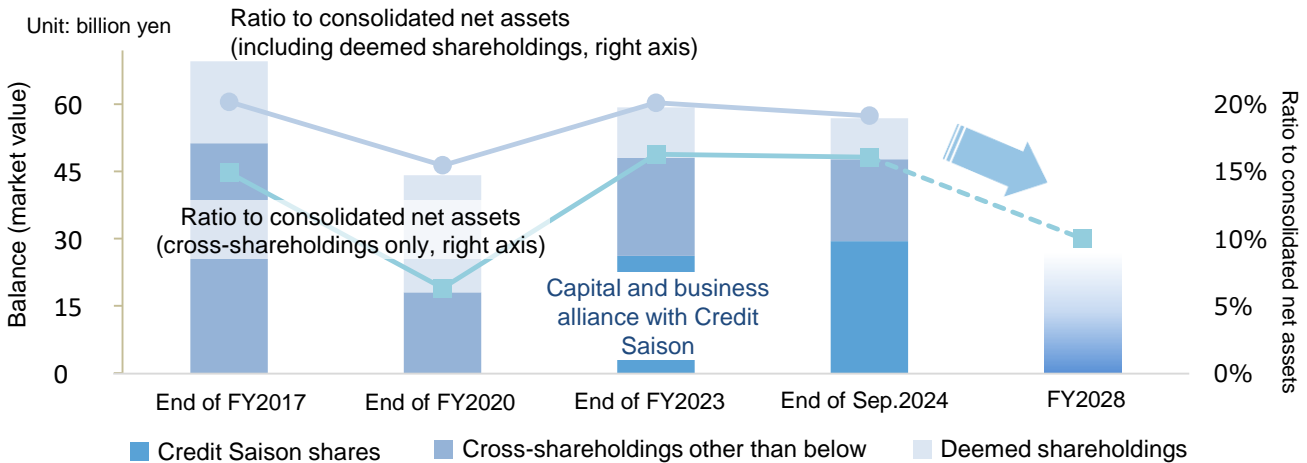 Unit: billion yen
Ratio to consolidated net assets
(including deemed shareholdings, right axis)
Balance (market value)
60
45
30
15
0
Ratio to consolidated net assets
(cross-shareholdings only, right axis)
Capital and business
alliance with Credit
Saison
20%
15%
10%
5%
0%
Ratio to consolidated net assets
End of FY2017
End of FY2020
End of FY2023
End of Sep.2024
FY2028
Credit Saison shares
Cross-shareholdings other than below
Deemed shareholdings